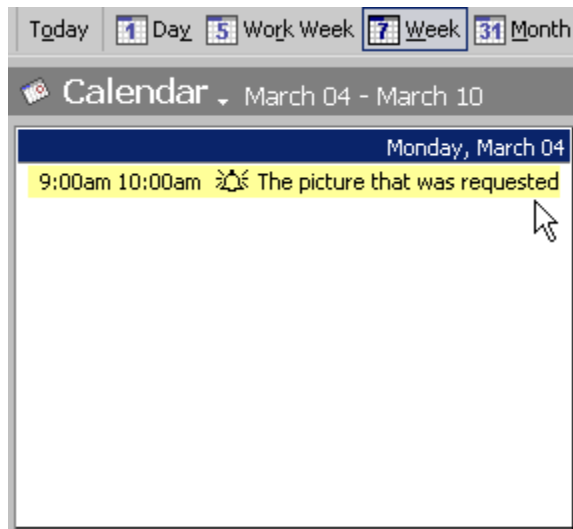 Today 1 Day 5 Work Week 7 Week 31 Month
Calendar March 04 - March 10
Monday, March 04
9:00am 10:00am The picture that was requested